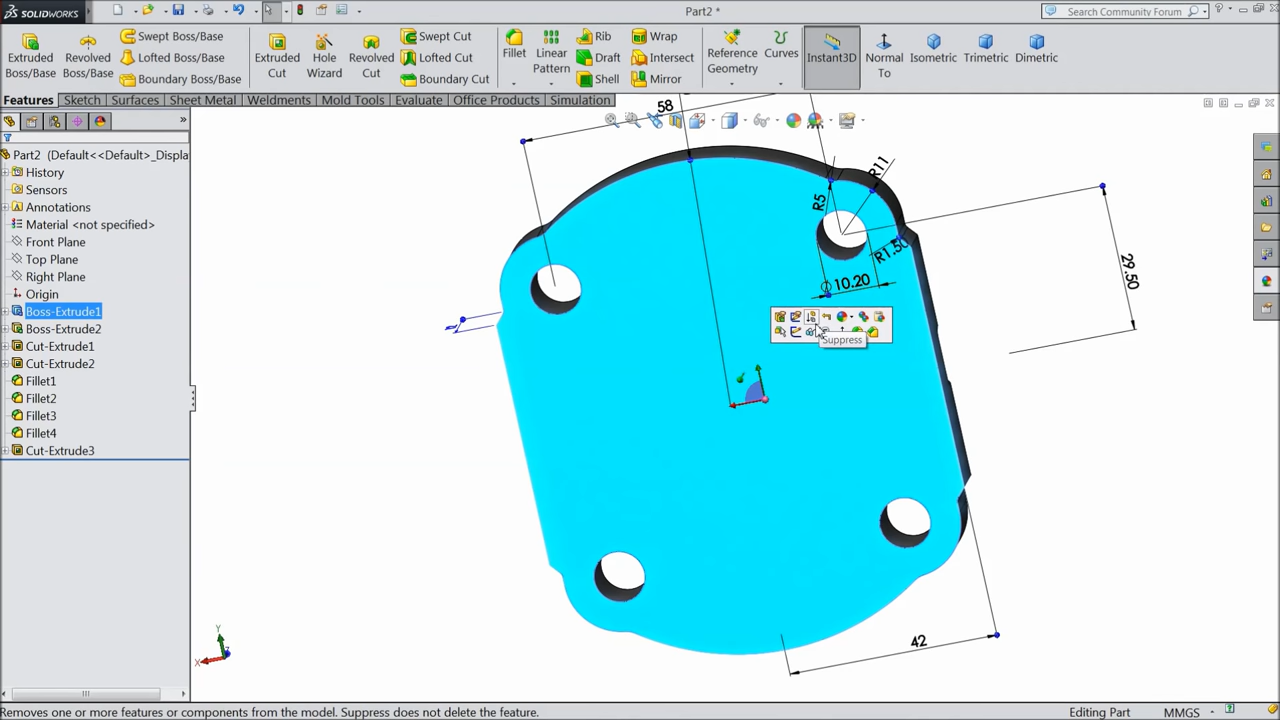 SOLIDWORKS
Part2 *
Search Community Forum
Extruded Boss/Base
Revolved Boss/Base
Swept Boss/Base
Lofted Boss/Base
Boundary Boss/Base
Extruded Cut
Hole Wizard
Revolved Cut
Swept Cut
Lofted Cut
Boundary Cut
Fillet
Linear Pattern
Rib
Draft
Shell
Wrap
Intersect
Mirror
Reference Geometry
Curves
Instant3D
Normal To
Isometric
Trimetric
Dimetric
Features
Sketch
Surfaces
Sheet Metal
Weldments
Mold Tools
Evaluate
Office Products
Simulation
Part2 (Default<<Default>_Displa
History
Sensors
Annotations
Material <not specified>
Front Plane
Top Plane
Right Plane
Origin
Boss-Extrude1
Boss-Extrude2
Cut-Extrude1
Cut-Extrude2
Fillet1
Fillet2
Fillet3
Fillet4
Cut-Extrude3
58
R11
R5
R1.50
∅10.20
29.50
Suppress
42
Y
X
Z
Removes one or more features or components from the model. Suppress does not delete the feature.
Editing Part
MMGS